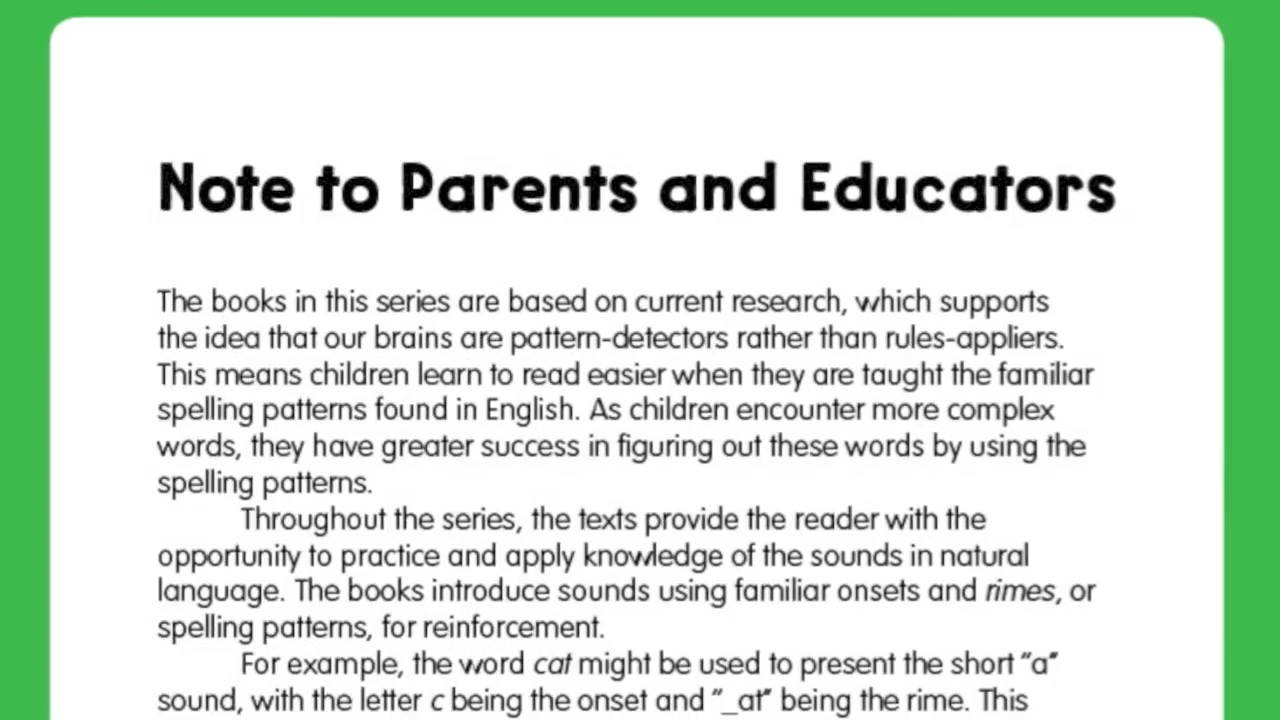 Note to Parents and Educators
The books in this series are based on current research, which supports
the idea that our brains are pattern-detectors rather than rules-appliers.
This means children learn to read easier when they are taught the familiar
spelling patterns found in English. As children encounter more complex
words, they have greater success in figuring out these words by using the
spelling patterns.
Throughout the series, the texts provide the reader with the
opportunity to practice and apply knowledge of the sounds in natural
language. The books introduce sounds using familiar onsets and rimes, or
spelling patterns, for reinforcement.
For example, the word cat might be used to present the short “a”
sound, with the letter c being the onset and “_at” being the rime. This